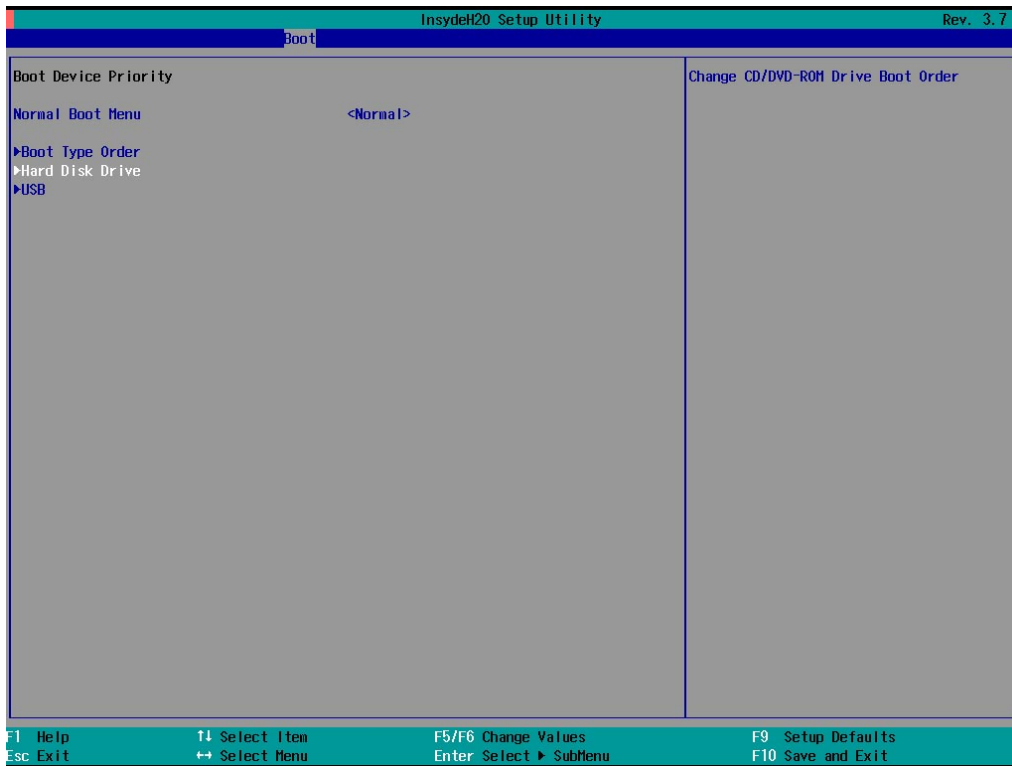 InsydeH20 Setup Utility Rev. 3.7
Boot
Boot Device Priority
Change CD/DVD-ROM Drive Boot Order
Normal Boot Menu <Normal>
▶Boot Type Order
▶Hard Disk Drive
▶USB
F1 Help ↑↓ Select Item F5/F6 Change Values F9 Setup Defaults
Esc Exit ↔ Select Menu Enter Select ▶ SubMenu F10 Save and Exit